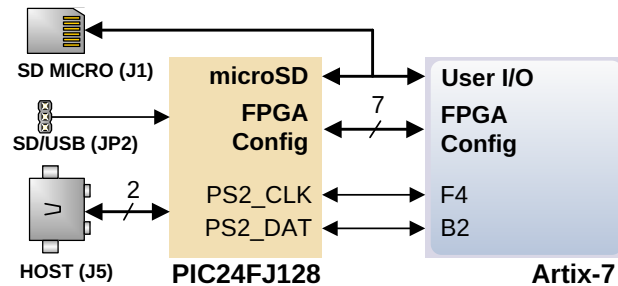 SD MICRO (J1)
microSD
User I/O
7
FPGA
Config
FPGA
Config
SD/USB (JP2)
2
PS2_CLK
F4
PS2_DAT
B2
HOST (J5)
PIC24FJ128
Artix-7